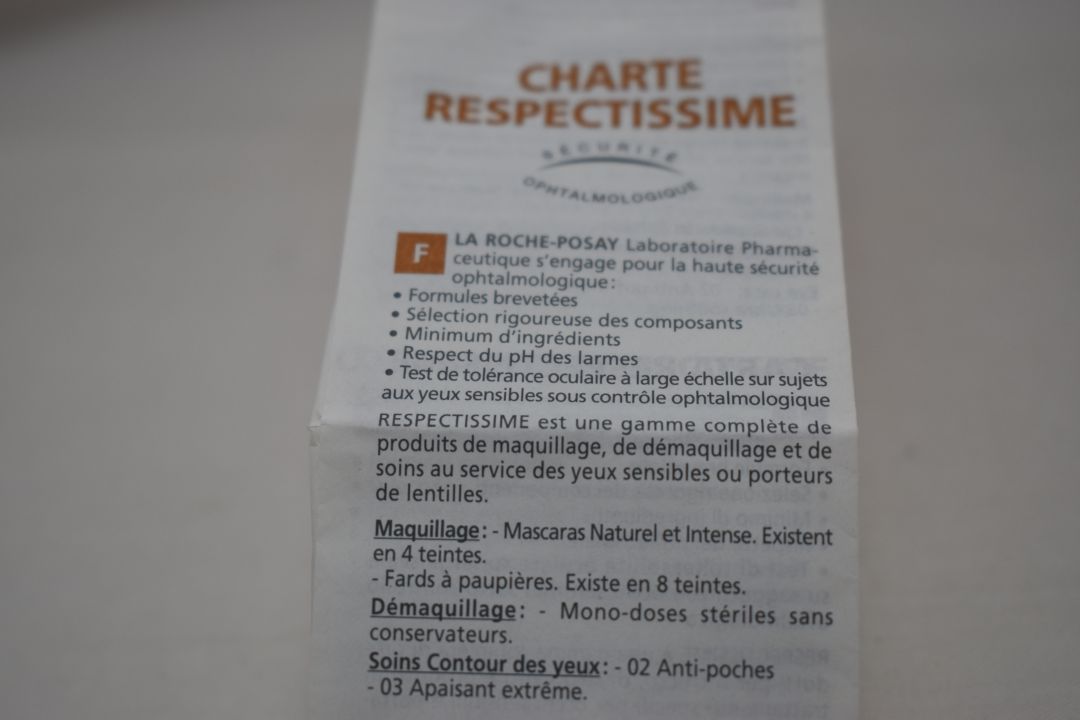 CHARTE
RESPECTISSIME
SÉCURITÉ
OPHTALMOLOGIQUE
F LA ROCHE-POSAY Laboratoire Pharma-
ceutique s'engage pour la haute sécurité
ophtalmologique :
• Formules brevetées
• Sélection rigoureuse des composants
• Minimum d'ingrédients
• Respect du pH des larmes
• Test de tolérance oculaire à large échelle sur sujets
aux yeux sensibles sous contrôle ophtalmologique
RESPECTISSIME est une gamme complète de
produits de maquillage, de démaquillage et de
soins au service des yeux sensibles ou porteurs
de lentilles.
Maquillage : - Mascaras Naturel et Intense. Existent
en 4 teintes.
- Fards à paupières. Existe en 8 teintes.
Démaquillage : - Mono-doses stériles sans
conservateurs.
Soins Contour des yeux : - 02 Anti-poches
- 03 Apaisant extrême.